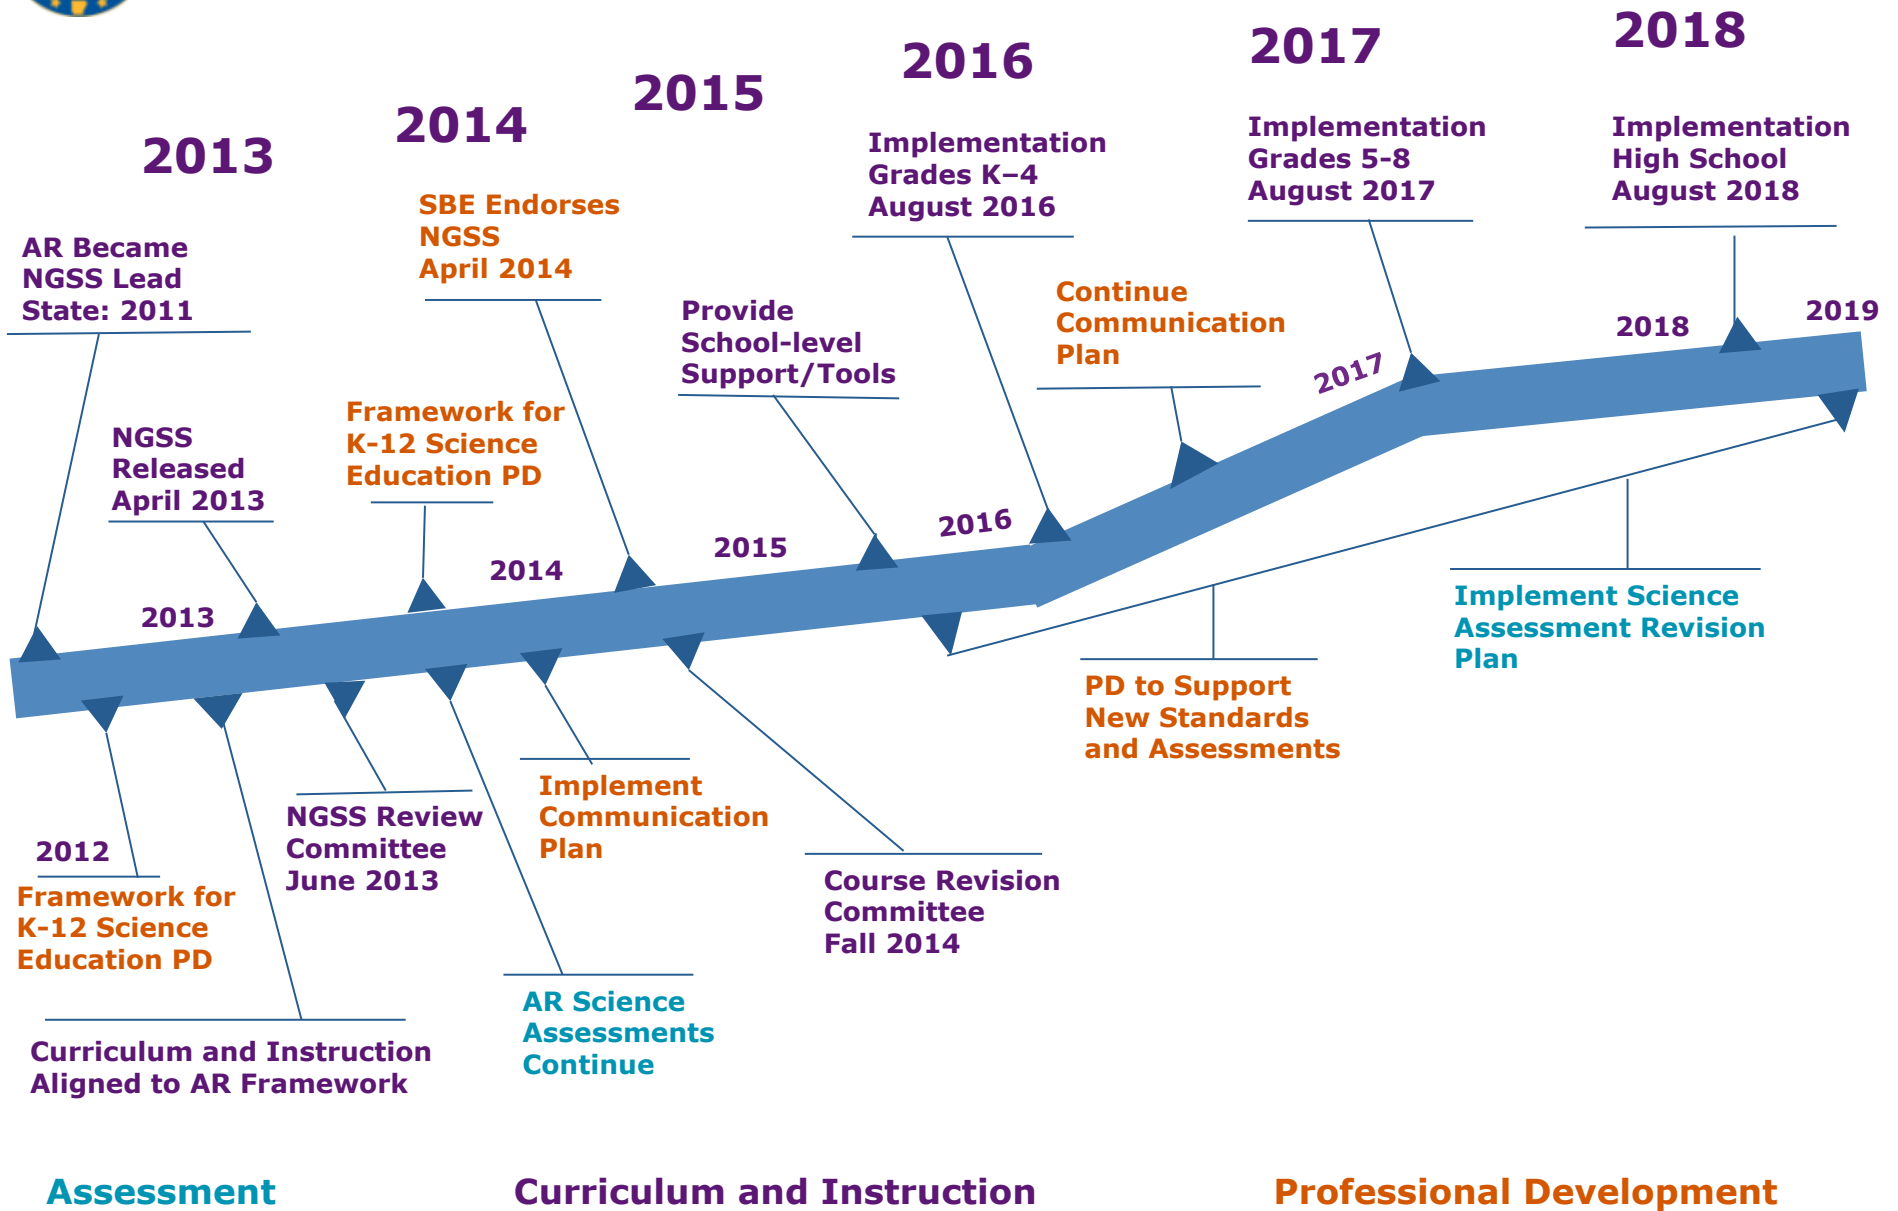 2013
2014
2015
2016
2017
2018
AR Became
NGSS Lead
State: 2011
NGSS
Released
April 2013
Framework for
K-12 Science
Education PD
SBE Endorses
NGSS
April 2014
Provide
School-level
Support/Tools
Implementation
Grades K–4
August 2016
Continue
Communication
Plan
Implementation
Grades 5-8
August 2017
Implementation
High School
August 2018
2013
2014
2015
2016
2017
2018
2019
2012
Framework for
K-12 Science
Education PD
Curriculum and Instruction
Aligned to AR Framework
NGSS Review
Committee
June 2013
AR Science
Assessments
Continue
Implement
Communication
Plan
Course Revision
Committee
Fall 2014
PD to Support
New Standards
and Assessments
Implement Science
Assessment Revision
Plan
Assessment
Curriculum and Instruction
Professional Development